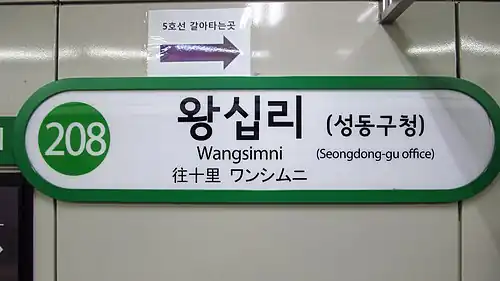 5호선 갈아타는곳
208
왕십리 (성동구청)
Wangsimni (Seongdong-gu office)
往十里 ワンシムニ